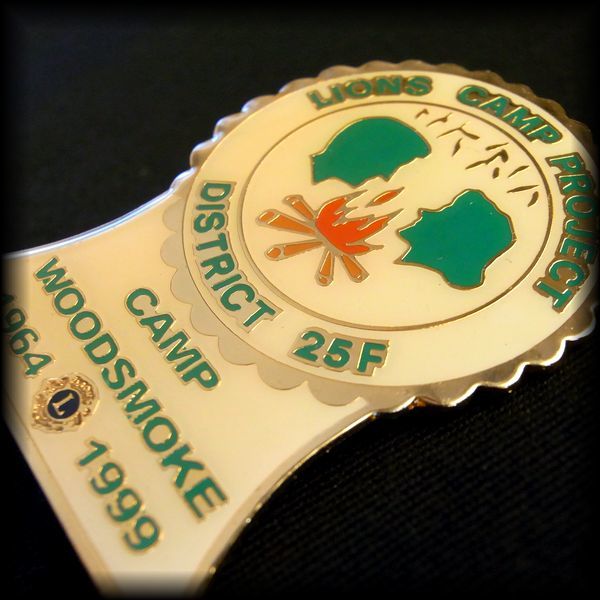 LIONS CAMP PROJECT
DISTRICT 25F
CAMP
WOODSMOKE
1964 L 1999